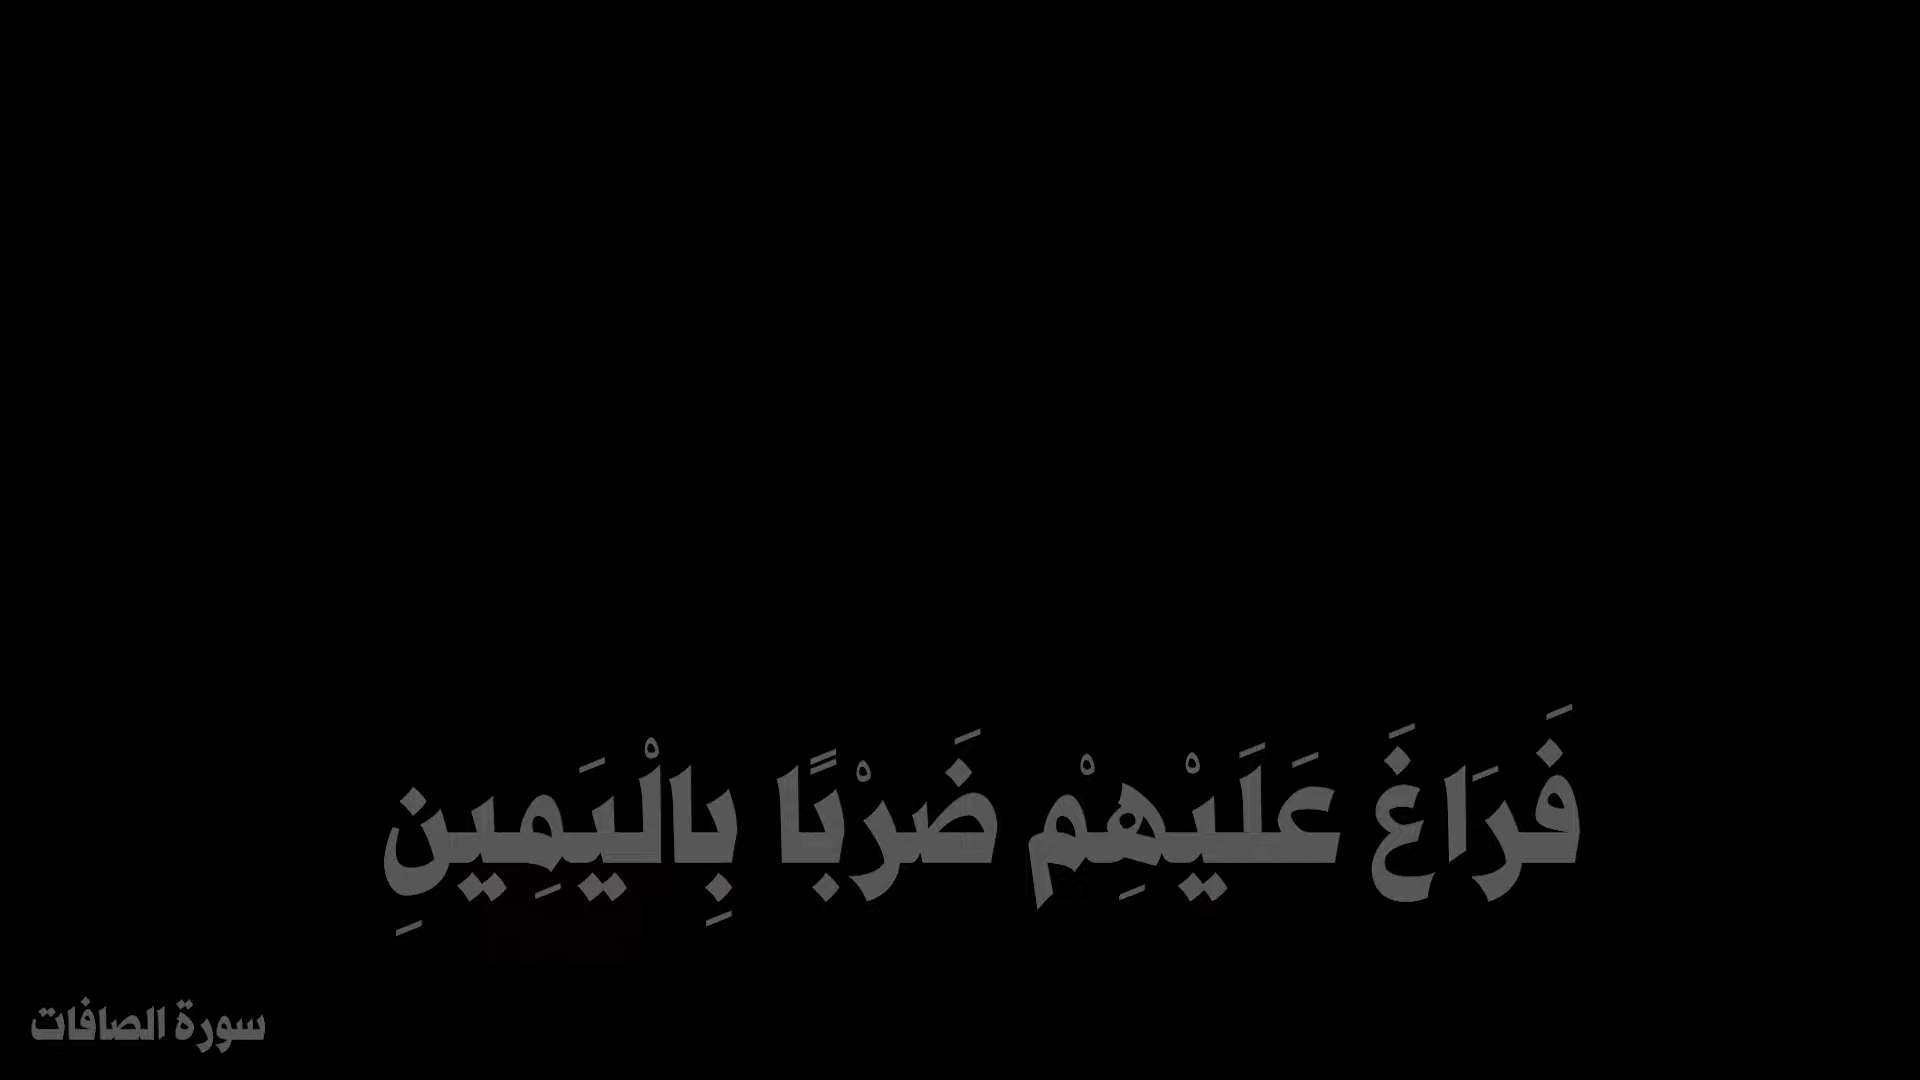 فَرَاغَ عَلَيْهِمْ ضَرْبًا بِالْيَمِينِ
سورة الصافات